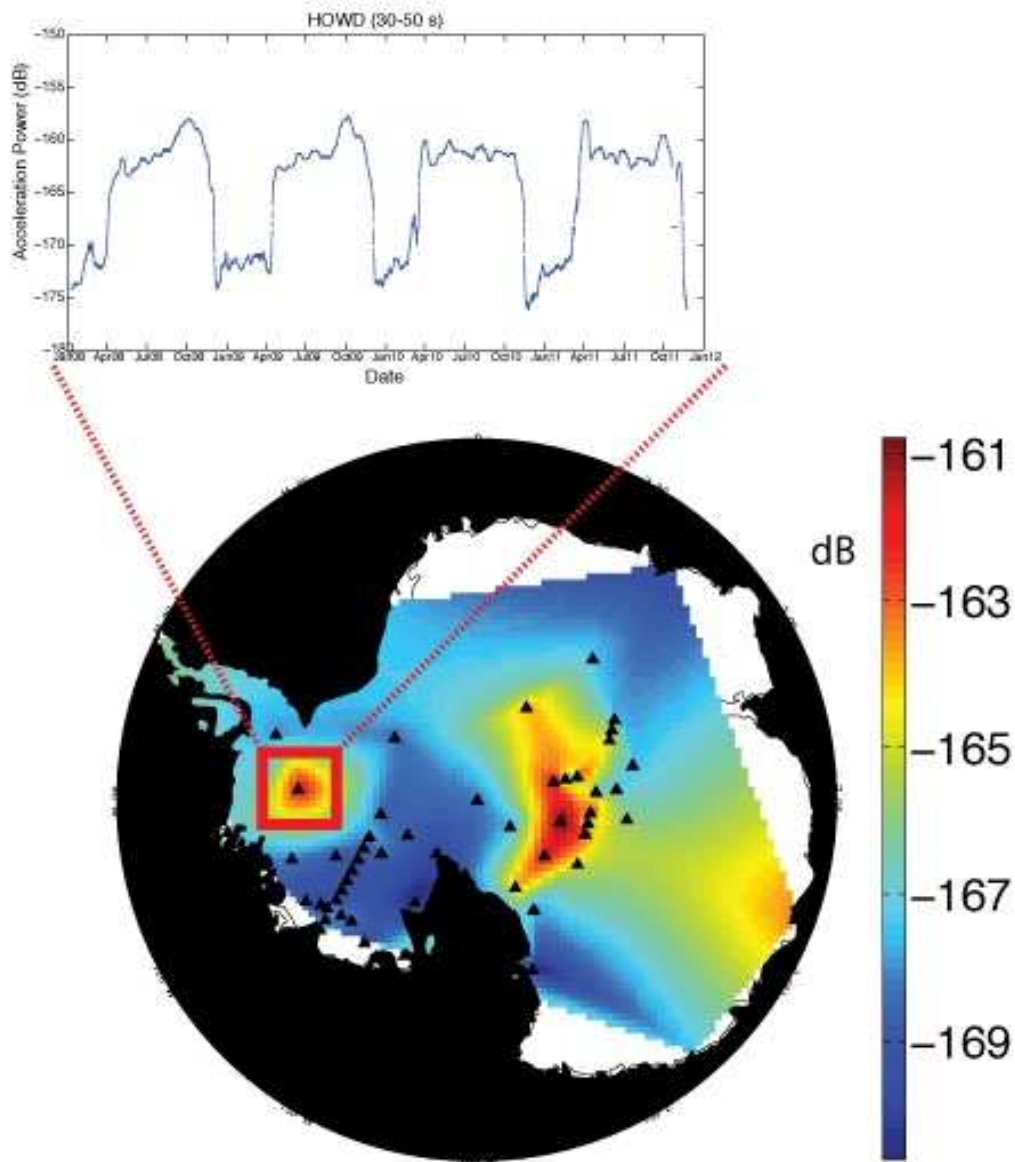 HOWD (30-50 s)
Acceleration Power (dB)
−150
−155
−160
−165
−170
−175
−180
Jan08 Apr08 Jul08 Oct08 Jan09 Apr09 Jul09 Oct09 Jan10 Apr10 Jul10 Oct10 Jan11 Apr11 Jul11 Oct11 Jan12
Date
dB
−161
−163
−165
−167
−169